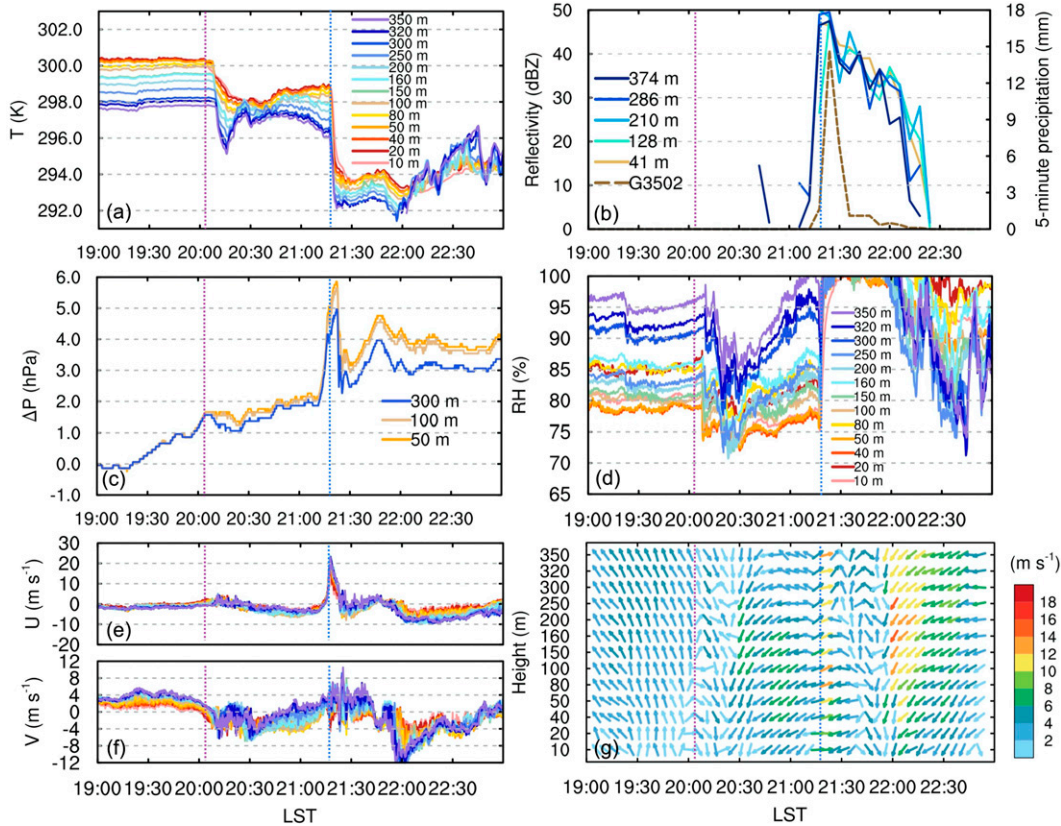 302.0
300.0
298.0
296.0
294.0
292.0
T (K)
350 m
320 m
300 m
250 m
200 m
160 m
150 m
100 m
80 m
50 m
40 m
20 m
10 m
(a)
19:00 19:30 20:00 20:30 21:00 21:30 22:00 22:30
50
40
30
20
10
0
Reflectivity (dBZ)
374 m
286 m
210 m
128 m
41 m
G3502
(b)
18
15
12
9
6
3
0
5-minute precipitation (mm)
19:00 19:30 20:00 20:30 21:00 21:30 22:00 22:30
6.0
5.0
4.0
3.0
2.0
1.0
0.0
-1.0
ΔP (hPa)
300 m
100 m
50 m
(c)
19:00 19:30 20:00 20:30 21:00 21:30 22:00 22:30
100
95
90
85
80
75
70
65
RH (%)
350 m
320 m
300 m
250 m
200 m
160 m
150 m
100 m
80 m
50 m
40 m
20 m
10 m
(d)
19:00 19:30 20:00 20:30 21:00 21:30 22:00 22:30
30
20
10
0
-10
-20
U (m s⁻¹)
(e)
12
8
4
0
-4
-8
-12
V (m s⁻¹)
(f)
19:00 19:30 20:00 20:30 21:00 21:30 22:00 22:30
LST
350
320
300
250
200
160
150
100
80
50
40
20
10
Height (m)
(g)
19:00 19:30 20:00 20:30 21:00 21:30 22:00 22:30
LST
(m s⁻¹)
18
16
14
12
10
8
6
4
2